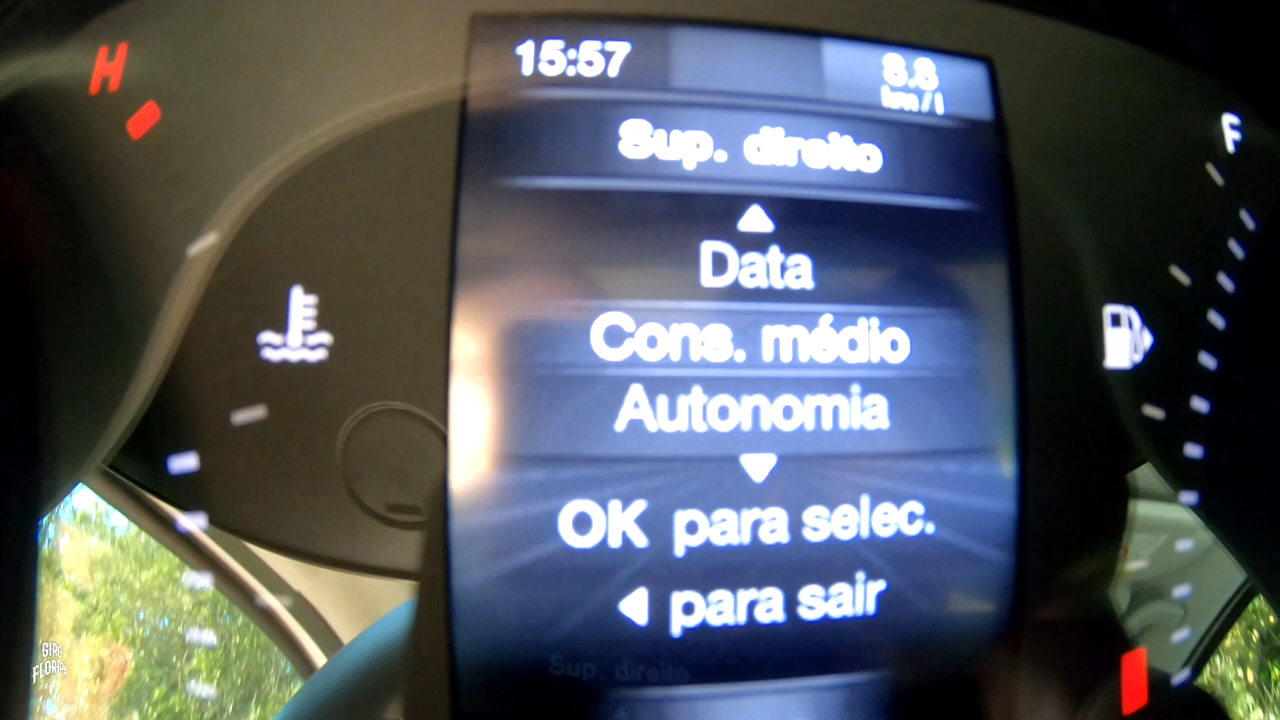 H
15:57
8.8
km/l
F
Sup. direito
Data
Cons. médio
Autonomia
OK para selec.
para sair
Sup. direito